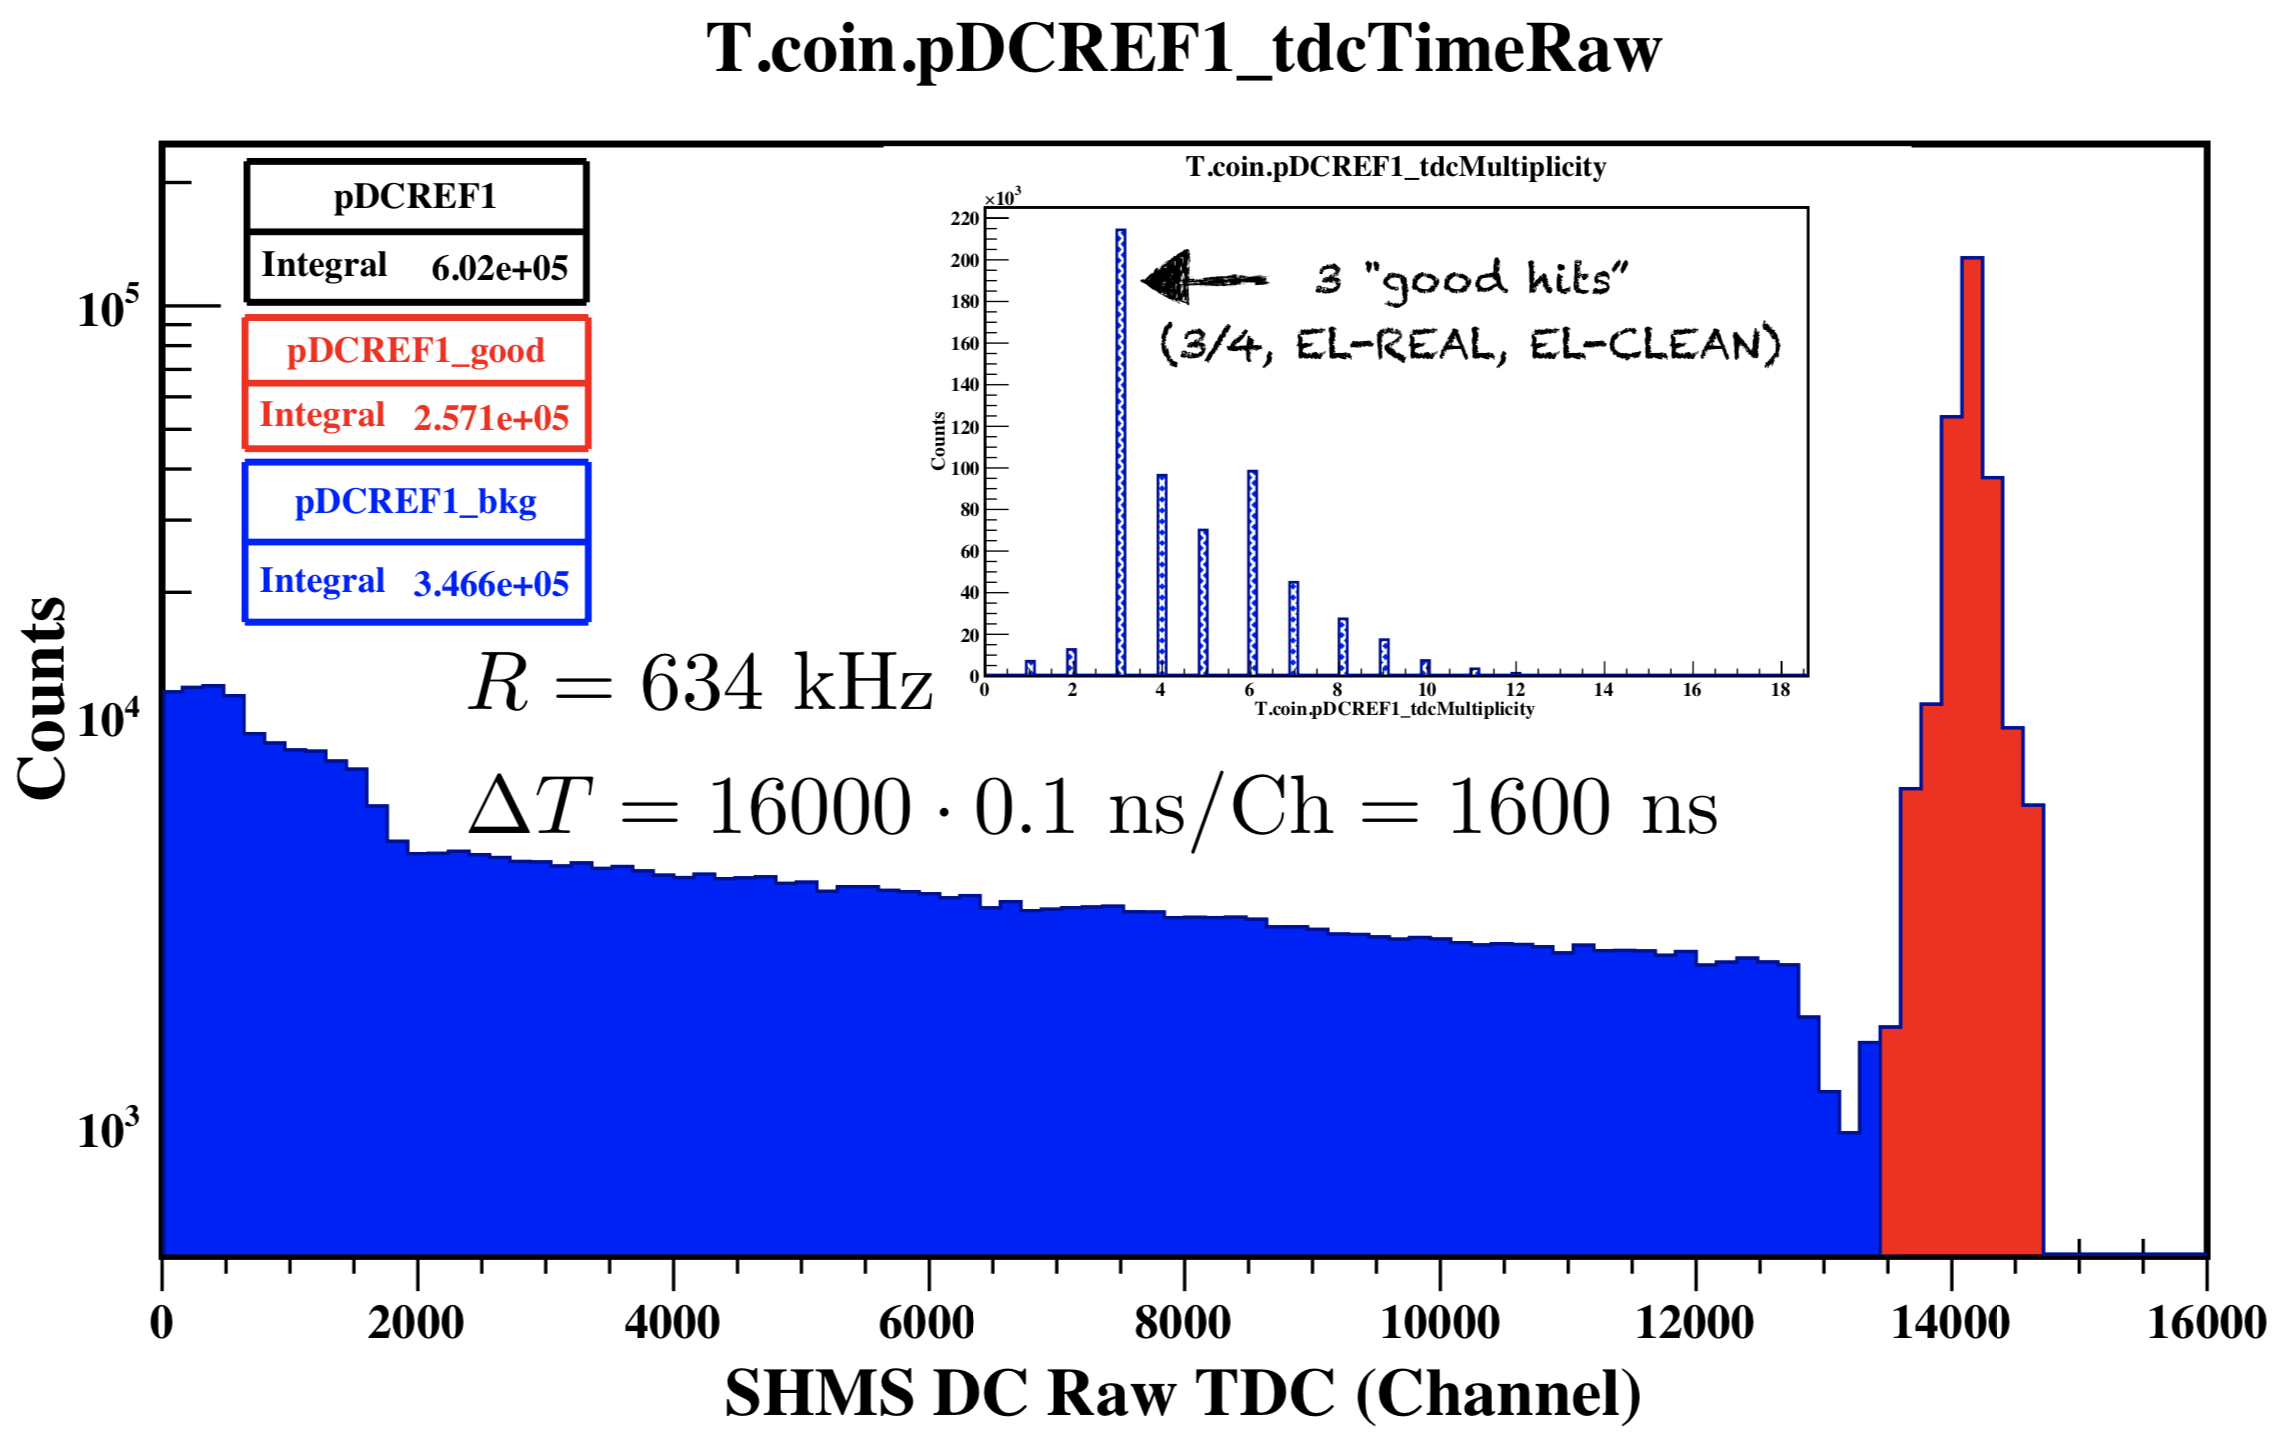 T.coin.pDCREF1_tdcTimeRaw
pDCREF1
Integral 6.02e+05
pDCREF1_good
Integral 2.571e+05
pDCREF1_bkg
Integral 3.466e+05
T.coin.pDCREF1_tdcMultiplicity
×10³
220
200
180
160
140
120
100
80
60
40
20
0
Counts
3 "good hits"
(3/4, EL-REAL, EL-CLEAN)
0 2 4 6 8 10 12 14 16 18
T.coin.pDCREF1_tdcMultiplicity
R = 634 kHz
ΔT = 16000 · 0.1 ns/Ch = 1600 ns
10⁵
10⁴
10³
Counts
0 2000 4000 6000 8000 10000 12000 14000 16000
SHMS DC Raw TDC (Channel)